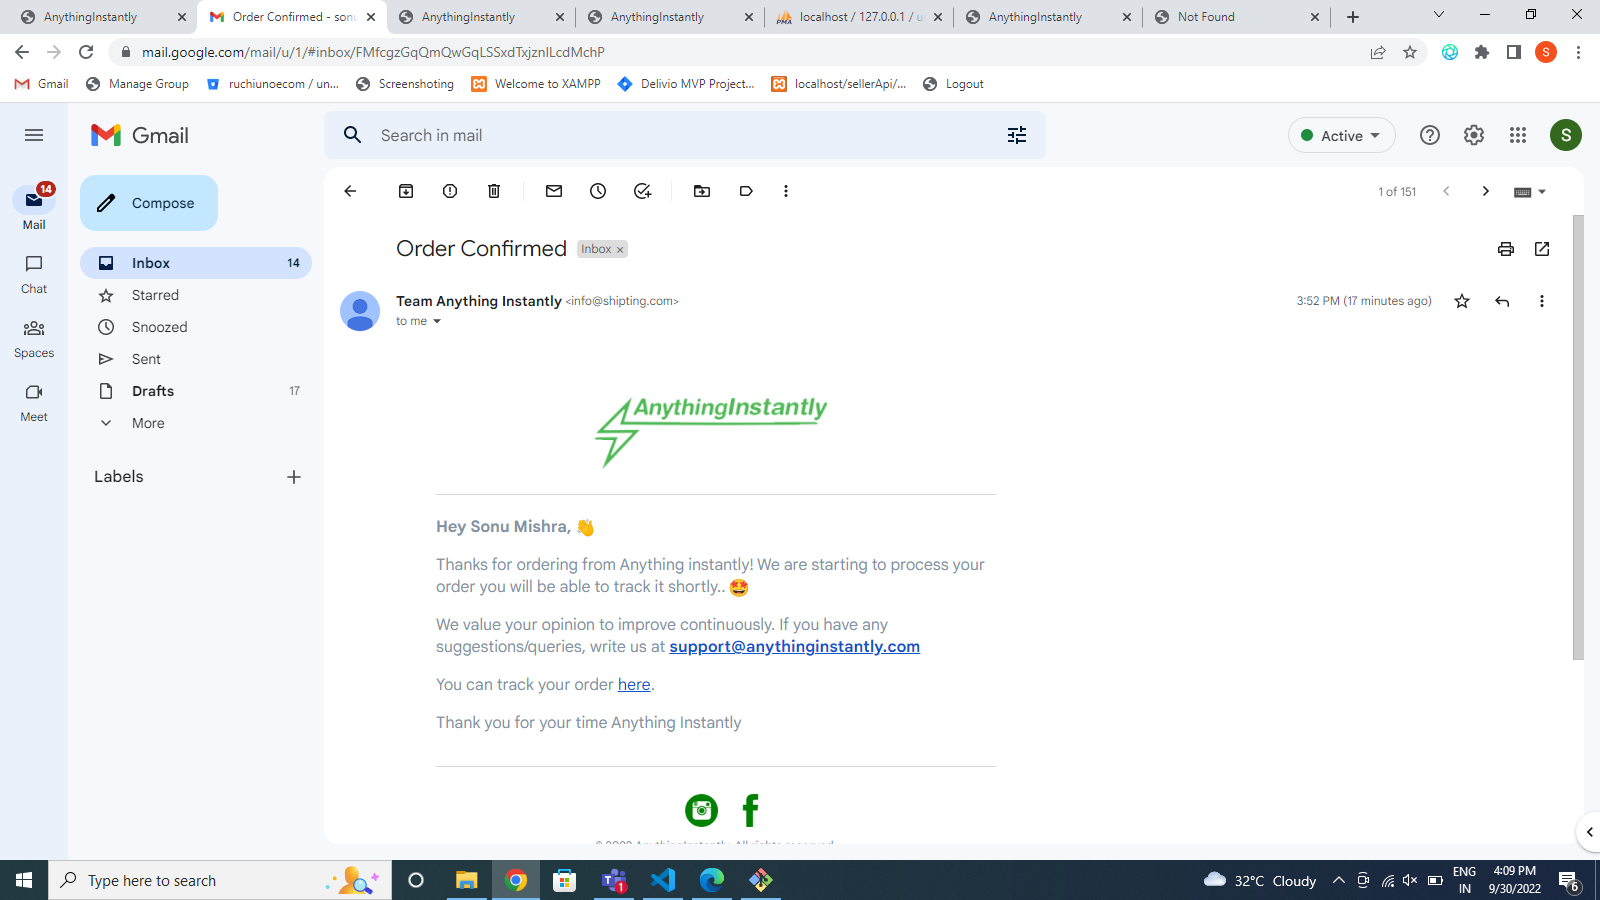 AnythingInstantly
Order Confirmed - sonu
AnythingInstantly
AnythingInstantly
localhost / 127.0.0.1 / u
AnythingInstantly
Not Found
mail.google.com/mail/u/1/#inbox/FMfcgzGqQmQwGqLSSxdTxjznlLcdMchP
S
Gmail
Manage Group
ruchiunoecom / un...
Screenshoting
Welcome to XAMPP
Delivio MVP Project...
localhost/sellerApi/...
Logout
Gmail
Search in mail
Active
S
14
Mail
Chat
Spaces
Meet
Compose
Inbox 14
Starred
Snoozed
Sent
Drafts 17
More
Labels
1 of 151
Order Confirmed Inbox ×
Team Anything Instantly <info@shipting.com>
3:52 PM (17 minutes ago)
to me
AnythingInstantly
Hey Sonu Mishra, 👋
Thanks for ordering from Anything instantly! We are starting to process your
order you will be able to track it shortly.. 🤩
We value your opinion to improve continuously. If you have any
suggestions/queries, write us at support@anythinginstantly.com
You can track your order here.
Thank you for your time Anything Instantly
AnythingInstantly. All rights reserved
Type here to search
1
32°C Cloudy
ENG
IN
4:09 PM
9/30/2022
6